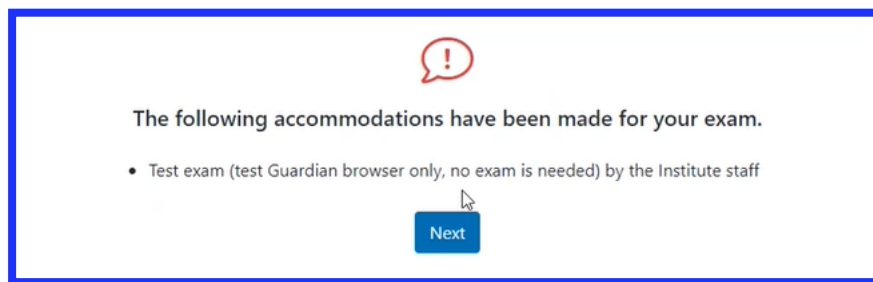 !
The following accommodations have been made for your exam.
• Test exam (test Guardian browser only, no exam is needed) by the Institute staff
Next